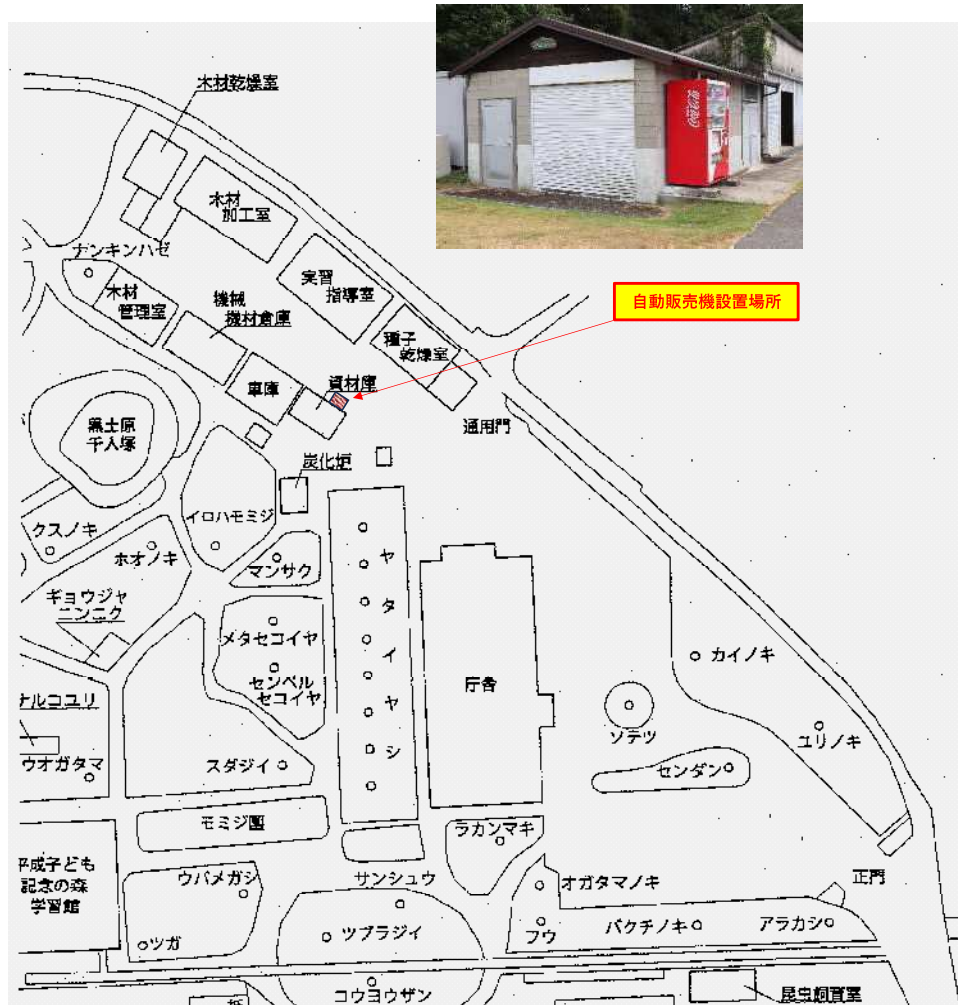 木材乾燥室
木材
加工室
ナンキンハゼ
実習
指導室
自動販売機設置場所
木材
管理室
機械
機材倉庫
種子
乾燥室
車庫
資材庫
通用門
黒土原
千人塚
炭化炉
イロハモミジ
クスノキ
ホオノキ
マンサク
ヤタイヤシ
ギョウジャ
ニンニク
メタセコイヤ
センペル
セコイヤ
カイノキ
庁舎
ナルコユリ
ソテツ
ユリノキ
ウオガタマ
スダジイ
センダン
モミジ園
ラカンマキ
平成子ども
記念の森
学習館
ウバメガシ
サンシュウ
オガタマノキ
正門
ツガ
ツブラジイ
フウ
バクチノキ
アラカシ
コウヨウザン
昆虫飼育室